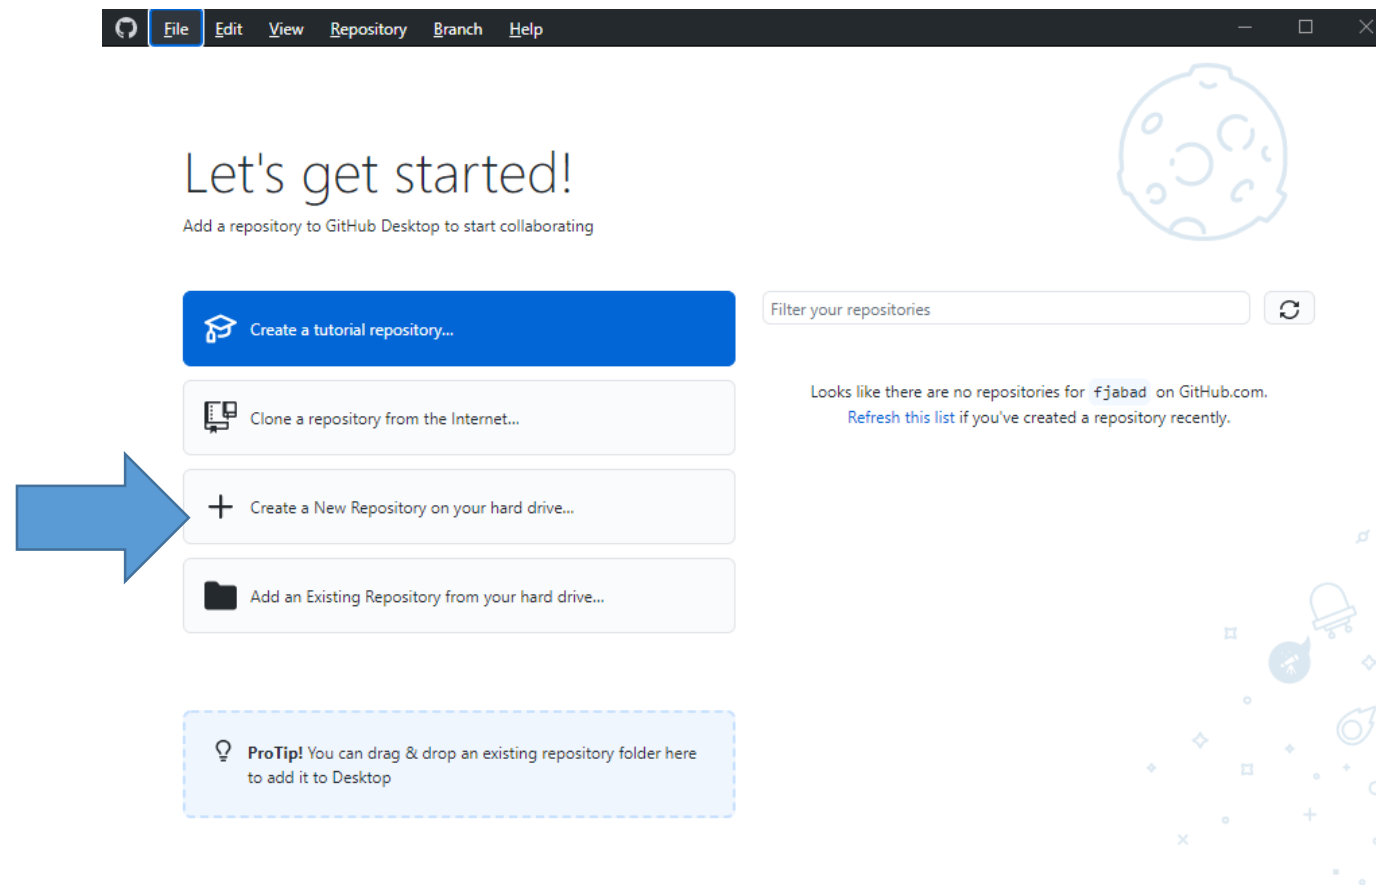 File Edit View Repository Branch Help
Let's get started!
Add a repository to GitHub Desktop to start collaborating
Create a tutorial repository...
Clone a repository from the Internet...
Create a New Repository on your hard drive...
Add an Existing Repository from your hard drive...
ProTip! You can drag & drop an existing repository folder here
to add it to Desktop
Filter your repositories
Looks like there are no repositories for fjabad on GitHub.com.
Refresh this list if you've created a repository recently.